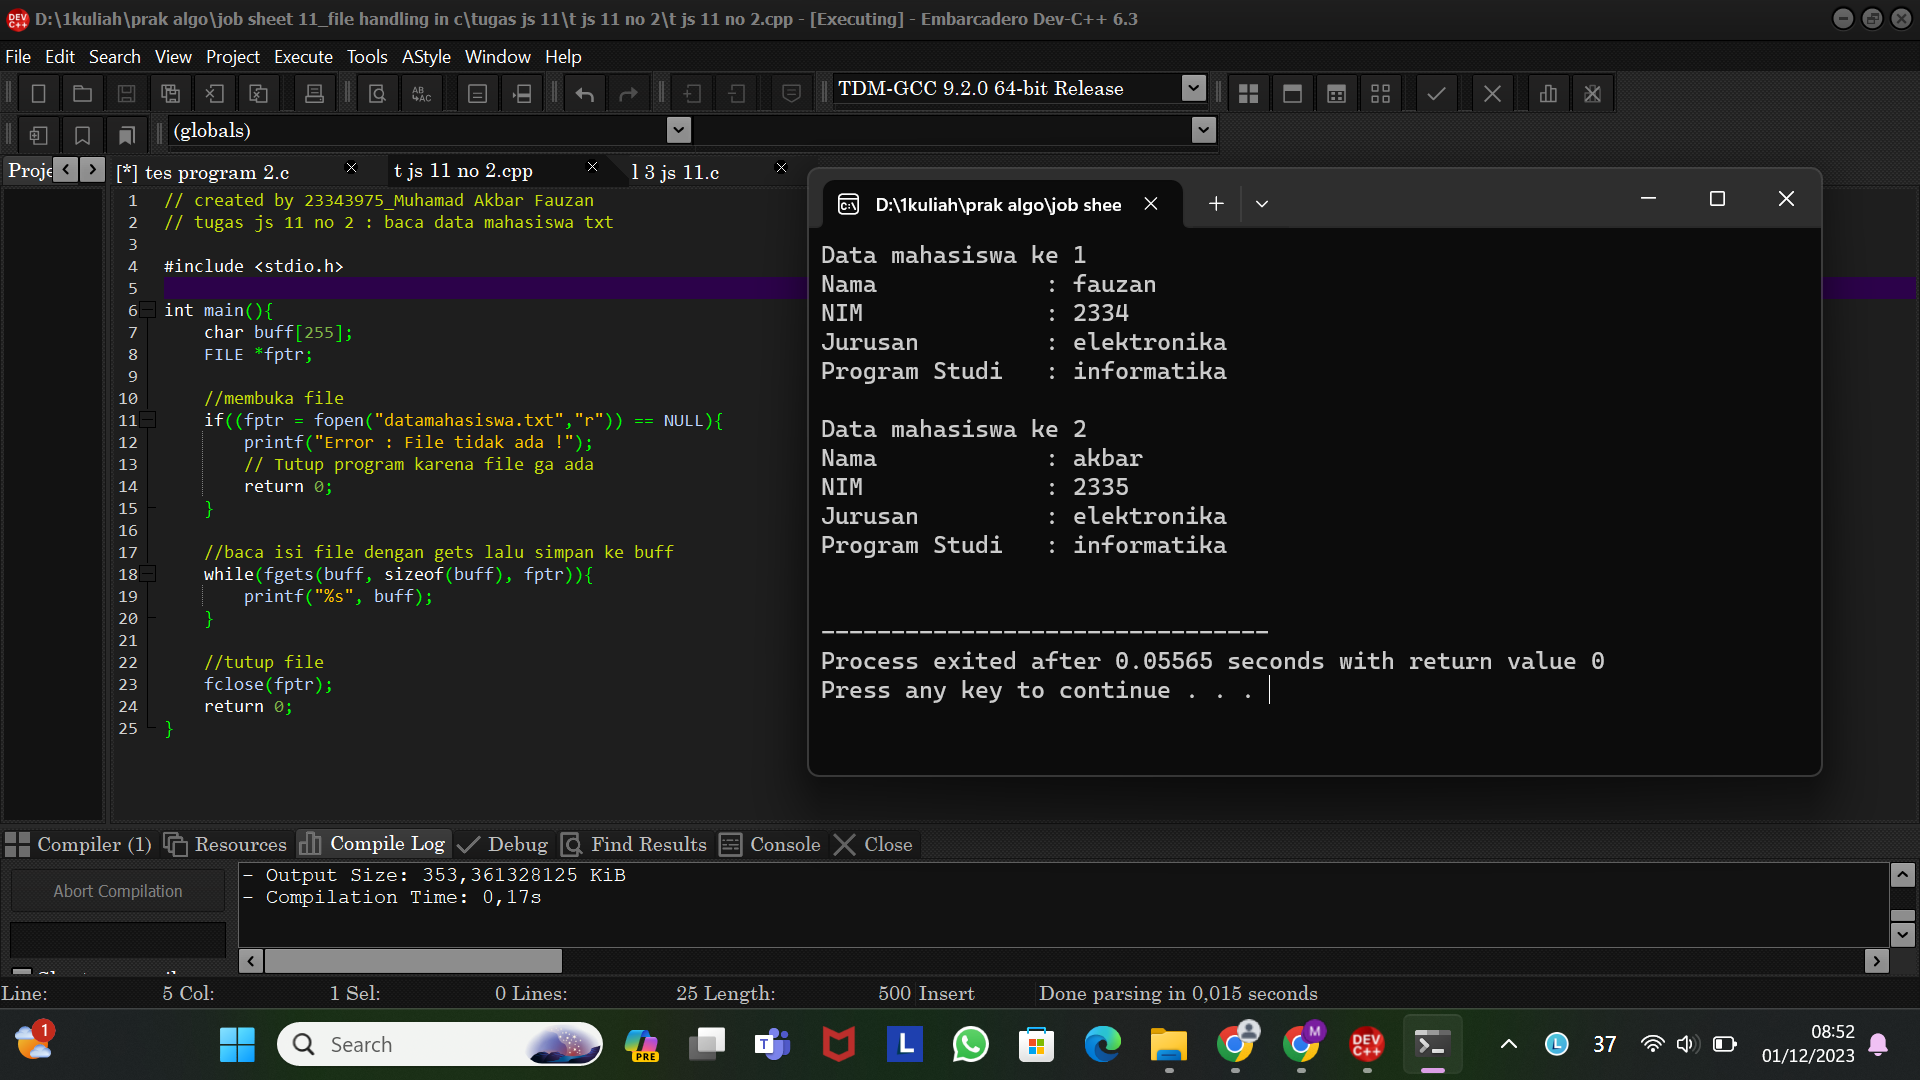 D:\1kuliah\prak algo\job sheet 11_file handling in c\tugas js 11\t js 11 no 2\t js 11 no 2.cpp - [Executing] - Embarcadero Dev-C++ 6.3
File Edit Search View Project Execute Tools AStyle Window Help
TDM-GCC 9.2.0 64-bit Release
(globals)
Proje
[*] tes program 2.c
t js 11 no 2.cpp
l 3 js 11.c
1 // created by 23343975_Muhamad Akbar Fauzan
2 // tugas js 11 no 2 : baca data mahasiswa txt
3
4 #include <stdio.h>
5
6 int main(){
7 char buff[255];
8 FILE *fptr;
9
10 //membuka file
11 if((fptr = fopen("datamahasiswa.txt","r")) == NULL){
12 printf("Error : File tidak ada !");
13 // Tutup program karena file ga ada
14 return 0;
15 }
16
17 //baca isi file dengan gets lalu simpan ke buff
18 while(fgets(buff, sizeof(buff), fptr)){
19 printf("%s", buff);
20 }
21
22 //tutup file
23 fclose(fptr);
24 return 0;
25 }
D:\1kuliah\prak algo\job shee
Data mahasiswa ke 1
Nama : fauzan
NIM : 2334
Jurusan : elektronika
Program Studi : informatika
Data mahasiswa ke 2
Nama : akbar
NIM : 2335
Jurusan : elektronika
Program Studi : informatika
--------------------------------
Process exited after 0.05565 seconds with return value 0
Press any key to continue . . .
Compiler (1) Resources Compile Log Debug Find Results Console Close
Abort Compilation
- Output Size: 353,361328125 KiB
- Compilation Time: 0,17s
Line: 5 Col: 1 Sel: 0 Lines: 25 Length: 500 Insert Done parsing in 0,015 seconds
1
Search
PRE
T
L
M
DEV C++
L
37
08:52
01/12/2023